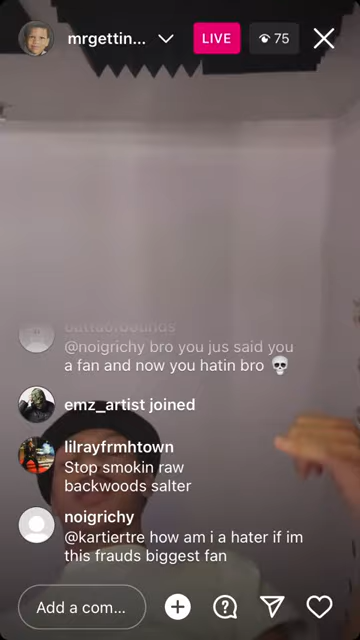 mrgettin...
LIVE
75
@noigrichy bro you jus said you
a fan and now you hatin bro 💀
emz_artist joined
lilrayfrmhtown
Stop smokin raw
backwoods salter
noigrichy
@kartiertre how am i a hater if im
this frauds biggest fan
Add a com...